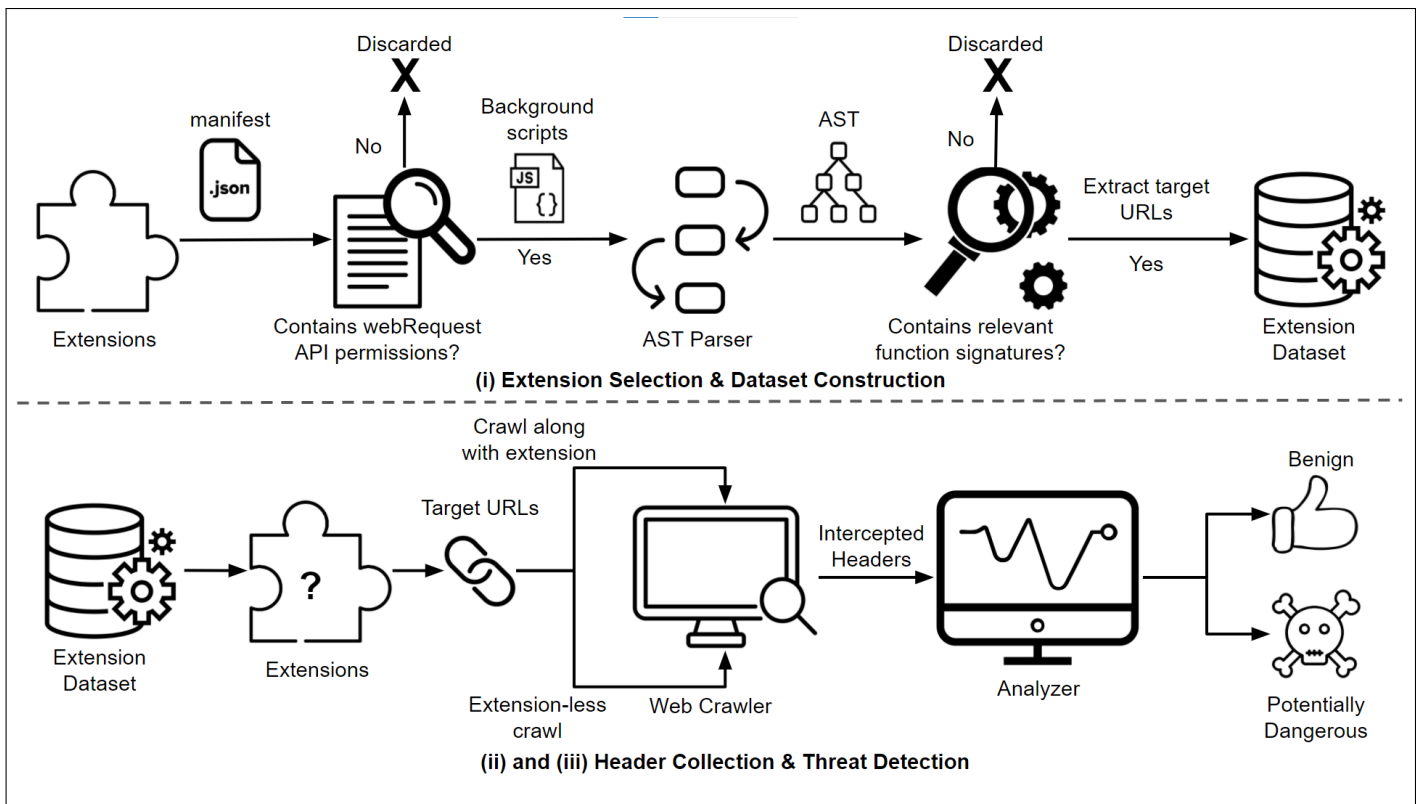 Discarded
Discarded
manifest
.json
No
Background
scripts
JS
{}
AST
No
Extract target
URLs
Yes
Yes
Extensions
Contains webRequest
API permissions?
AST Parser
Contains relevant
function signatures?
Extension
Dataset
(i) Extension Selection & Dataset Construction
Crawl along
with extension
Benign
Target URLs
Intercepted
Headers
?
Extension
Dataset
Extensions
Extension-less
crawl
Web Crawler
Analyzer
Potentially
Dangerous
(ii) and (iii) Header Collection & Threat Detection